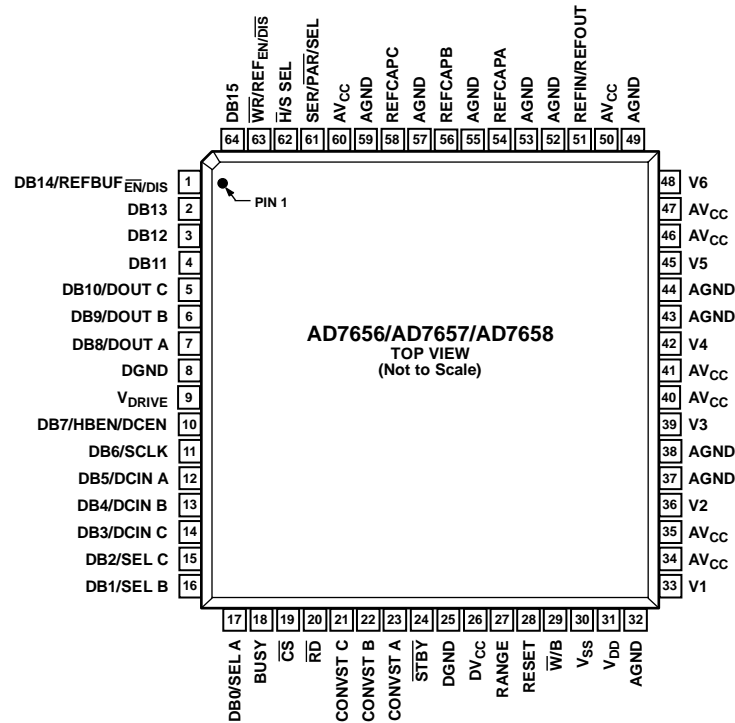 DB15
WR/REFEN/DIS
H/S SEL
SER/PAR/SEL
AVCC
AGND
REFCAPC
AGND
REFCAPB
AGND
REFCAPA
AGND
AGND
REFIN/REFOUT
AVCC
AGND
64 63 62 61 60 59 58 57 56 55 54 53 52 51 50 49
DB14/REFBUFEN/DIS 1
DB13 2
DB12 3
DB11 4
DB10/DOUT C 5
DB9/DOUT B 6
DB8/DOUT A 7
DGND 8
VDRIVE 9
DB7/HBEN/DCEN 10
DB6/SCLK 11
DB5/DCIN A 12
DB4/DCIN B 13
DB3/DCIN C 14
DB2/SEL C 15
DB1/SEL B 16
PIN 1
AD7656/AD7657/AD7658
TOP VIEW
(Not to Scale)
48 V6
47 AVCC
46 AVCC
45 V5
44 AGND
43 AGND
42 V4
41 AVCC
40 AVCC
39 V3
38 AGND
37 AGND
36 V2
35 AVCC
34 AVCC
33 V1
17 18 19 20 21 22 23 24 25 26 27 28 29 30 31 32
DB0/SEL A
BUSY
CS
RD
CONVST C
CONVST B
CONVST A
STBY
DGND
DVCC
RANGE
RESET
W/B
VSS
VDD
AGND